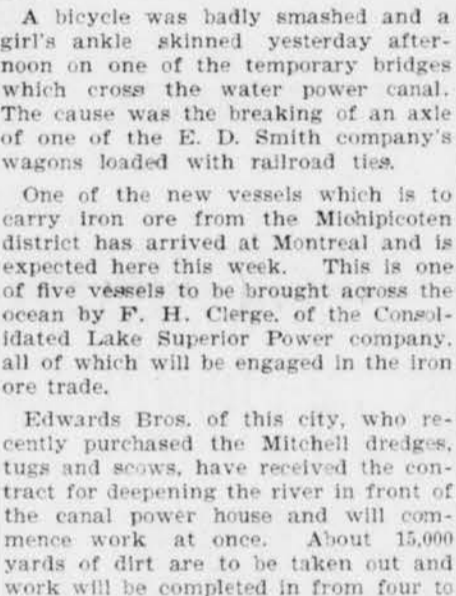 A bicycle was badly smashed and a
girl's ankle skinned yesterday after-
noon on one of the temporary bridges
which cross the water power canal.
The cause was the breaking of an axle
of one of the E. D. Smith company's
wagons loaded with railroad ties.
One of the new vessels which is to
carry iron ore from the Miohipicoten
district has arrived at Montreal and is
expected here this week. This is one
of five vessels to be brought across the
ocean by F. H. Clerge, of the Consol-
idated Lake Superior Power company,
all of which will be engaged in the iron
ore trade.
Edwards Bros. of this city, who re-
cently purchased the Mitchell dredges,
tugs and scows, have received the con-
tract for deepening the river in front of
the canal power house and will com-
mence work at once. About 15,000
yards of dirt are to be taken out and
work will be completed in from four to